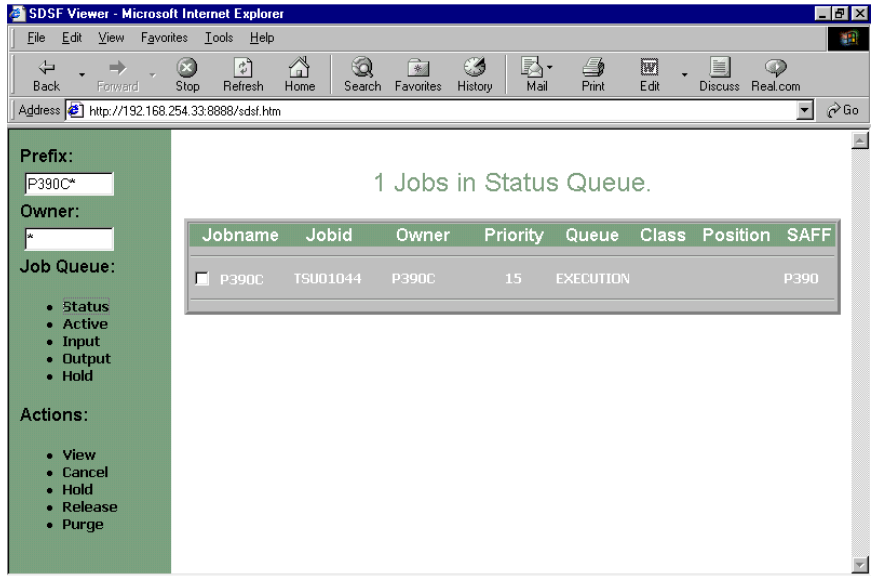 SDSF Viewer - Microsoft Internet Explorer
File Edit View Favorites Tools Help
Back Forward Stop Refresh Home Search Favorites History Mail Print Edit Discuss Real.com
Address http://192.168.254.33:8888/sdsf.htm Go
Prefix:
P390C*
Owner:
*
Job Queue:
• Status
• Active
• Input
• Output
• Hold
Actions:
• View
• Cancel
• Hold
• Release
• Purge
1 Jobs in Status Queue.
Jobname Jobid Owner Priority Queue Class Position SAFF
P390C TSU01044 P390C 15 EXECUTION P390